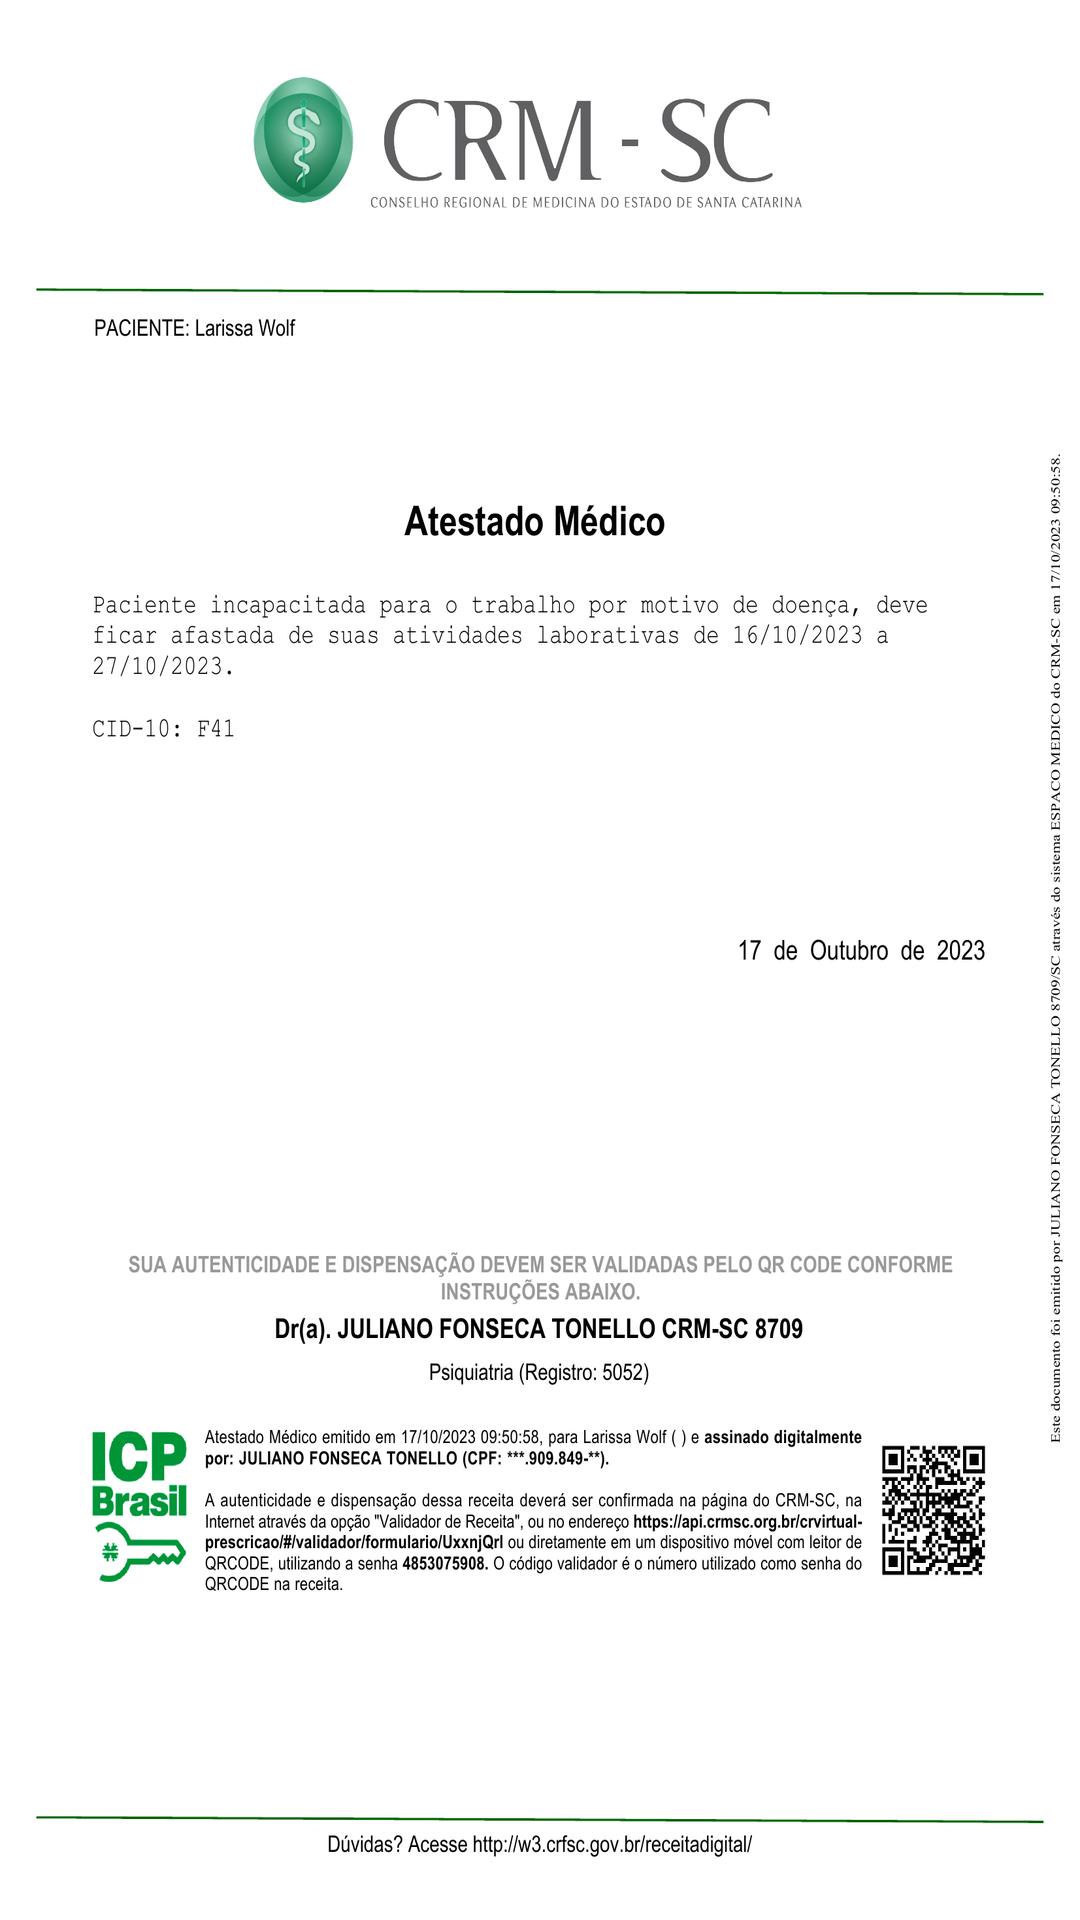 CRM - SC
CONSELHO REGIONAL DE MEDICINA DO ESTADO DE SANTA CATARINA
PACIENTE: Larissa Wolf
Atestado Médico
Paciente incapacitada para o trabalho por motivo de doença, deve
ficar afastada de suas atividades laborativas de 16/10/2023 a
27/10/2023.
CID-10: F41
17 de Outubro de 2023
SUA AUTENTICIDADE E DISPENSAÇÃO DEVEM SER VALIDADAS PELO QR CODE CONFORME
INSTRUÇÕES ABAIXO.
Dr(a). JULIANO FONSECA TONELLO CRM-SC 8709
Psiquiatria (Registro: 5052)
ICP
Brasil
Atestado Médico emitido em 17/10/2023 09:50:58, para Larissa Wolf ( ) e assinado digitalmente
por: JULIANO FONSECA TONELLO (CPF: ***.909.849-**).
A autenticidade e dispensação dessa receita deverá ser confirmada na página do CRM-SC, na
Internet através da opção "Validador de Receita", ou no endereço https://api.crmsc.org.br/crvirtual-
prescricao/#/validador/formulario/UxxnjQrl ou diretamente em um dispositivo móvel com leitor de
QRCODE, utilizando a senha 4853075908. O código validador é o número utilizado como senha do
QRCODE na receita.
Este documento foi emitido por JULIANO FONSECA TONELLO 8709/SC através do sistema ESPACO MEDICO do CRM-SC em 17/10/2023 09:50:58.
Dúvidas? Acesse http://w3.crfsc.gov.br/receitadigital/